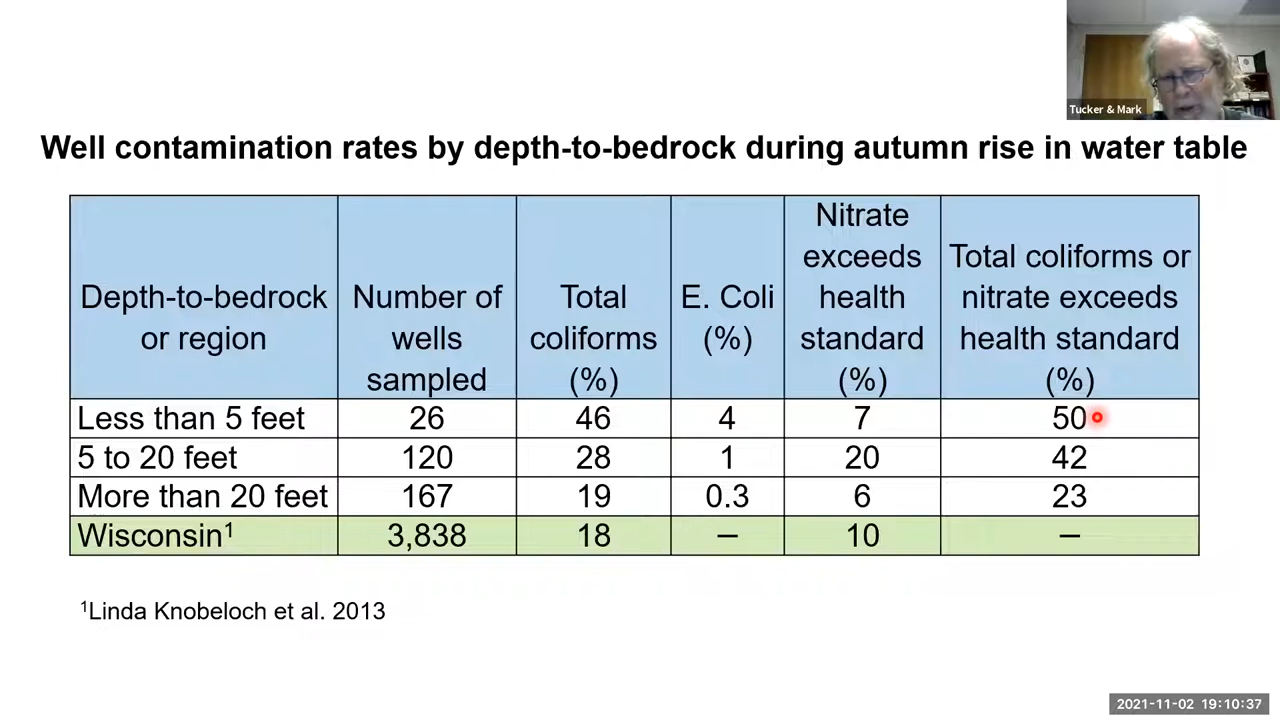 Tucker & Mark
Well contamination rates by depth-to-bedrock during autumn rise in water table
Depth-to-bedrock
or region
Number of
wells
sampled
Total
coliforms
(%)
E. Coli
(%)
Nitrate
exceeds
health
standard
(%)
Total coliforms or
nitrate exceeds
health standard
(%)
Less than 5 feet 26 46 4 7 50
5 to 20 feet 120 28 1 20 42
More than 20 feet 167 19 0.3 6 23
Wisconsin¹ 3,838 18 – 10 –
¹Linda Knobeloch et al. 2013
2021-11-02 19:10:37